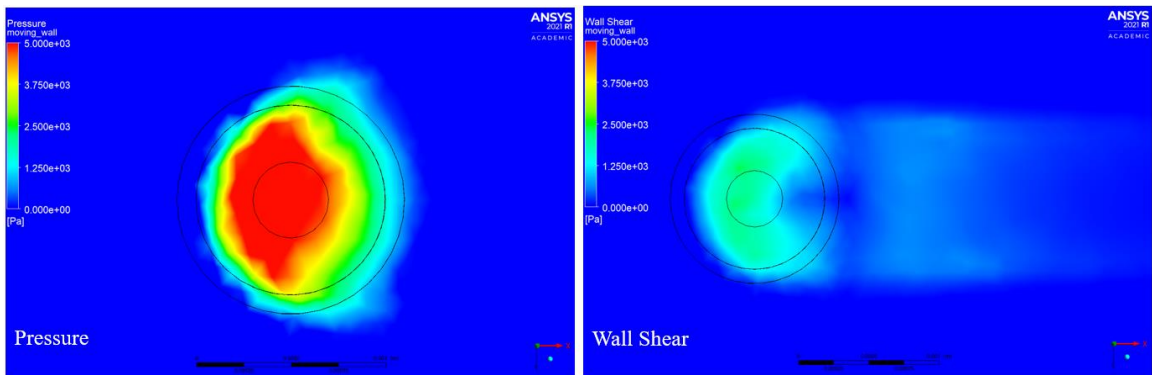 Pressure
moving_wall
5.000e+03
3.750e+03
2.500e+03
1.250e+03
0.000e+00
[Pa]
ANSYS
2021 R1
ACADEMIC
Pressure
X
Wall Shear
moving_wall
5.000e+03
3.750e+03
2.500e+03
1.250e+03
0.000e+00
[Pa]
ANSYS
2021 R1
ACADEMIC
Wall Shear